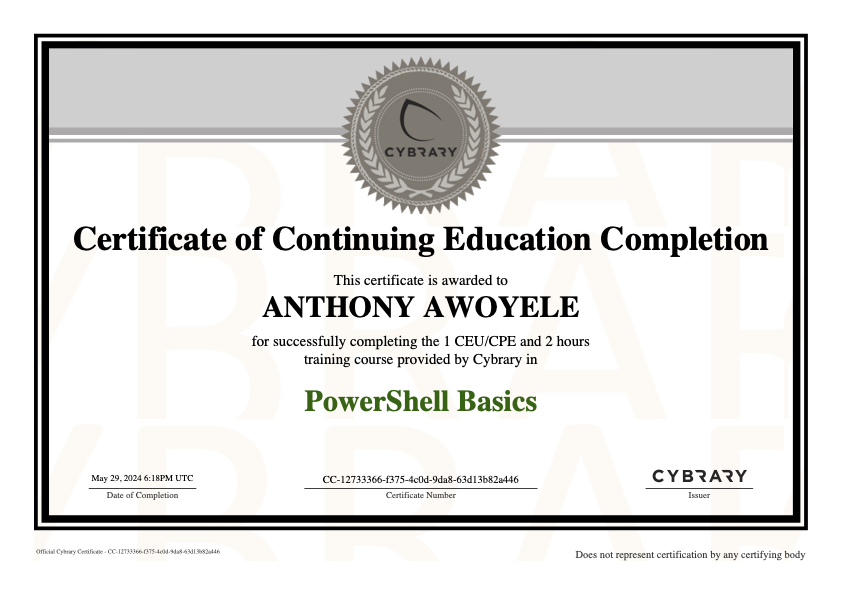 CYBRARY
Certificate of Continuing Education Completion
This certificate is awarded to
ANTHONY AWOYELE
for successfully completing the 1 CEU/CPE and 2 hours
training course provided by Cybrary in
PowerShell Basics
May 29, 2024 6:18PM UTC
Date of Completion
CC-12733366-f375-4c0d-9da8-63d13b82a446
Certificate Number
CYBRARY
Issuer
Official Cybrary Certificate - CC-12733366-f375-4c0d-9da8-63d13b82a446
Does not represent certification by any certifying body